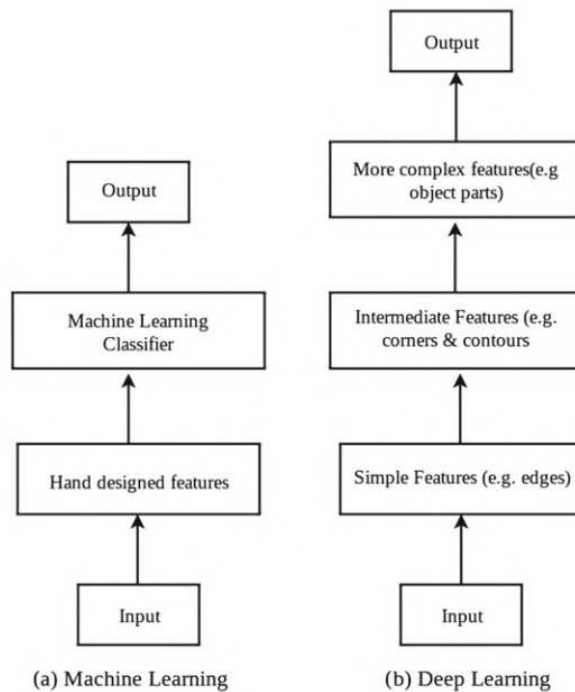 Output
Machine Learning
Classifier
Hand designed features
Input
(a) Machine Learning
Output
More complex features(e.g
object parts)
Intermediate Features (e.g.
corners & contours
Simple Features (e.g. edges)
Input
(b) Deep Learning